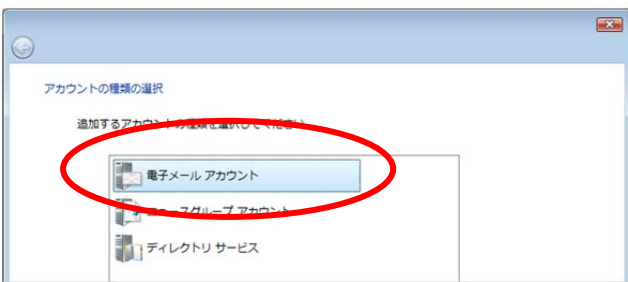 アカウントの種類の選択
追加するアカウントの種類を選択してください
電子メール アカウント
ニュースグループ アカウント
ディレクトリ サービス